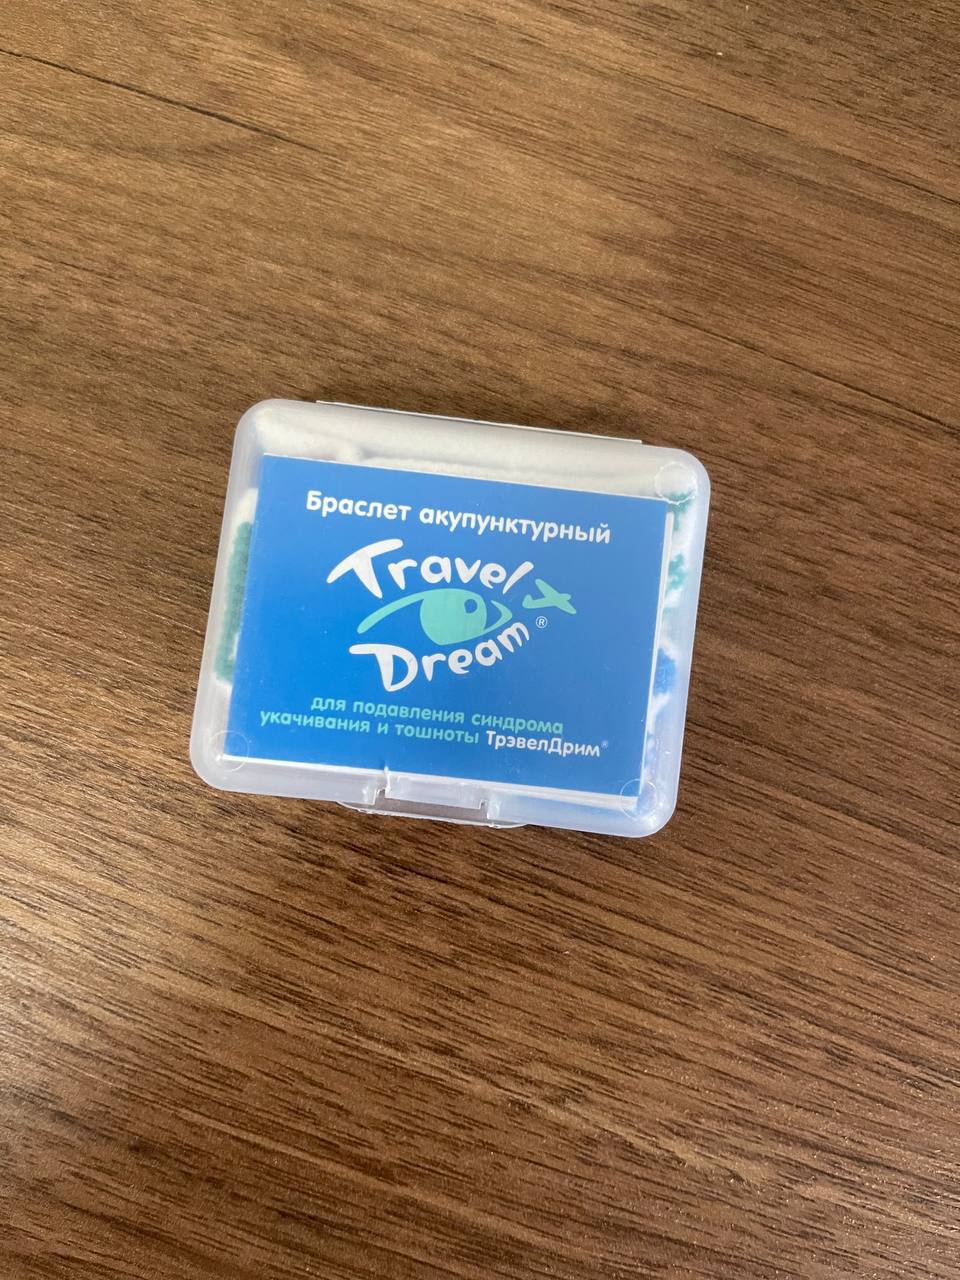 Браслет акупунктурный
Travel
Dream®
для подавления синдрома
укачивания и тошноты ТрэвелДрим®